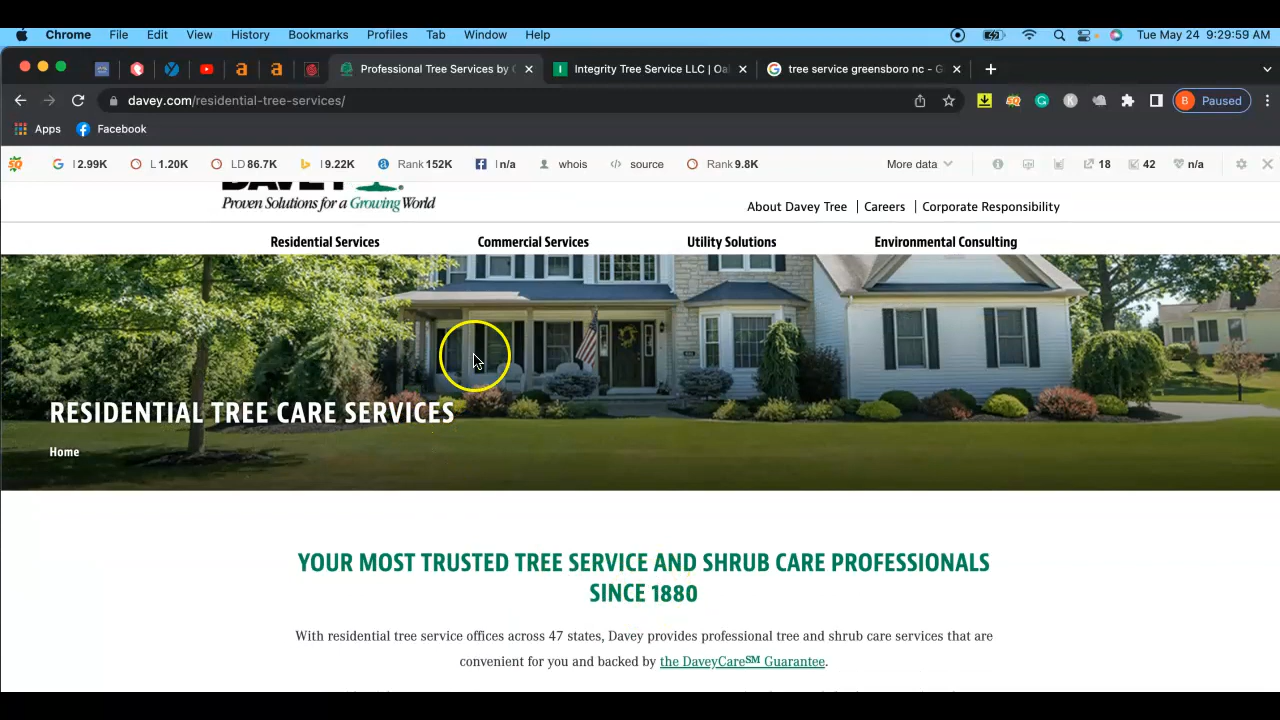 Chrome File Edit View History Bookmarks Profiles Tab Window Help Tue May 24 9:29:59 AM
Professional Tree Services by Integrity Tree Service LLC | Oa tree service greensboro nc - G
davey.com/residential-tree-services/ B Paused
Apps Facebook
SQ I 2.99K L 1.20K LD 86.7K I 9.22K Rank 152K I n/a whois source Rank 9.8K More data 18 42 n/a
DAVEY
Proven Solutions for a Growing World
About Davey Tree | Careers | Corporate Responsibility
Residential Services Commercial Services Utility Solutions Environmental Consulting
RESIDENTIAL TREE CARE SERVICES
Home
YOUR MOST TRUSTED TREE SERVICE AND SHRUB CARE PROFESSIONALS
SINCE 1880
With residential tree service offices across 47 states, Davey provides professional tree and shrub care services that are
convenient for you and backed by the DaveyCare℠ Guarantee.